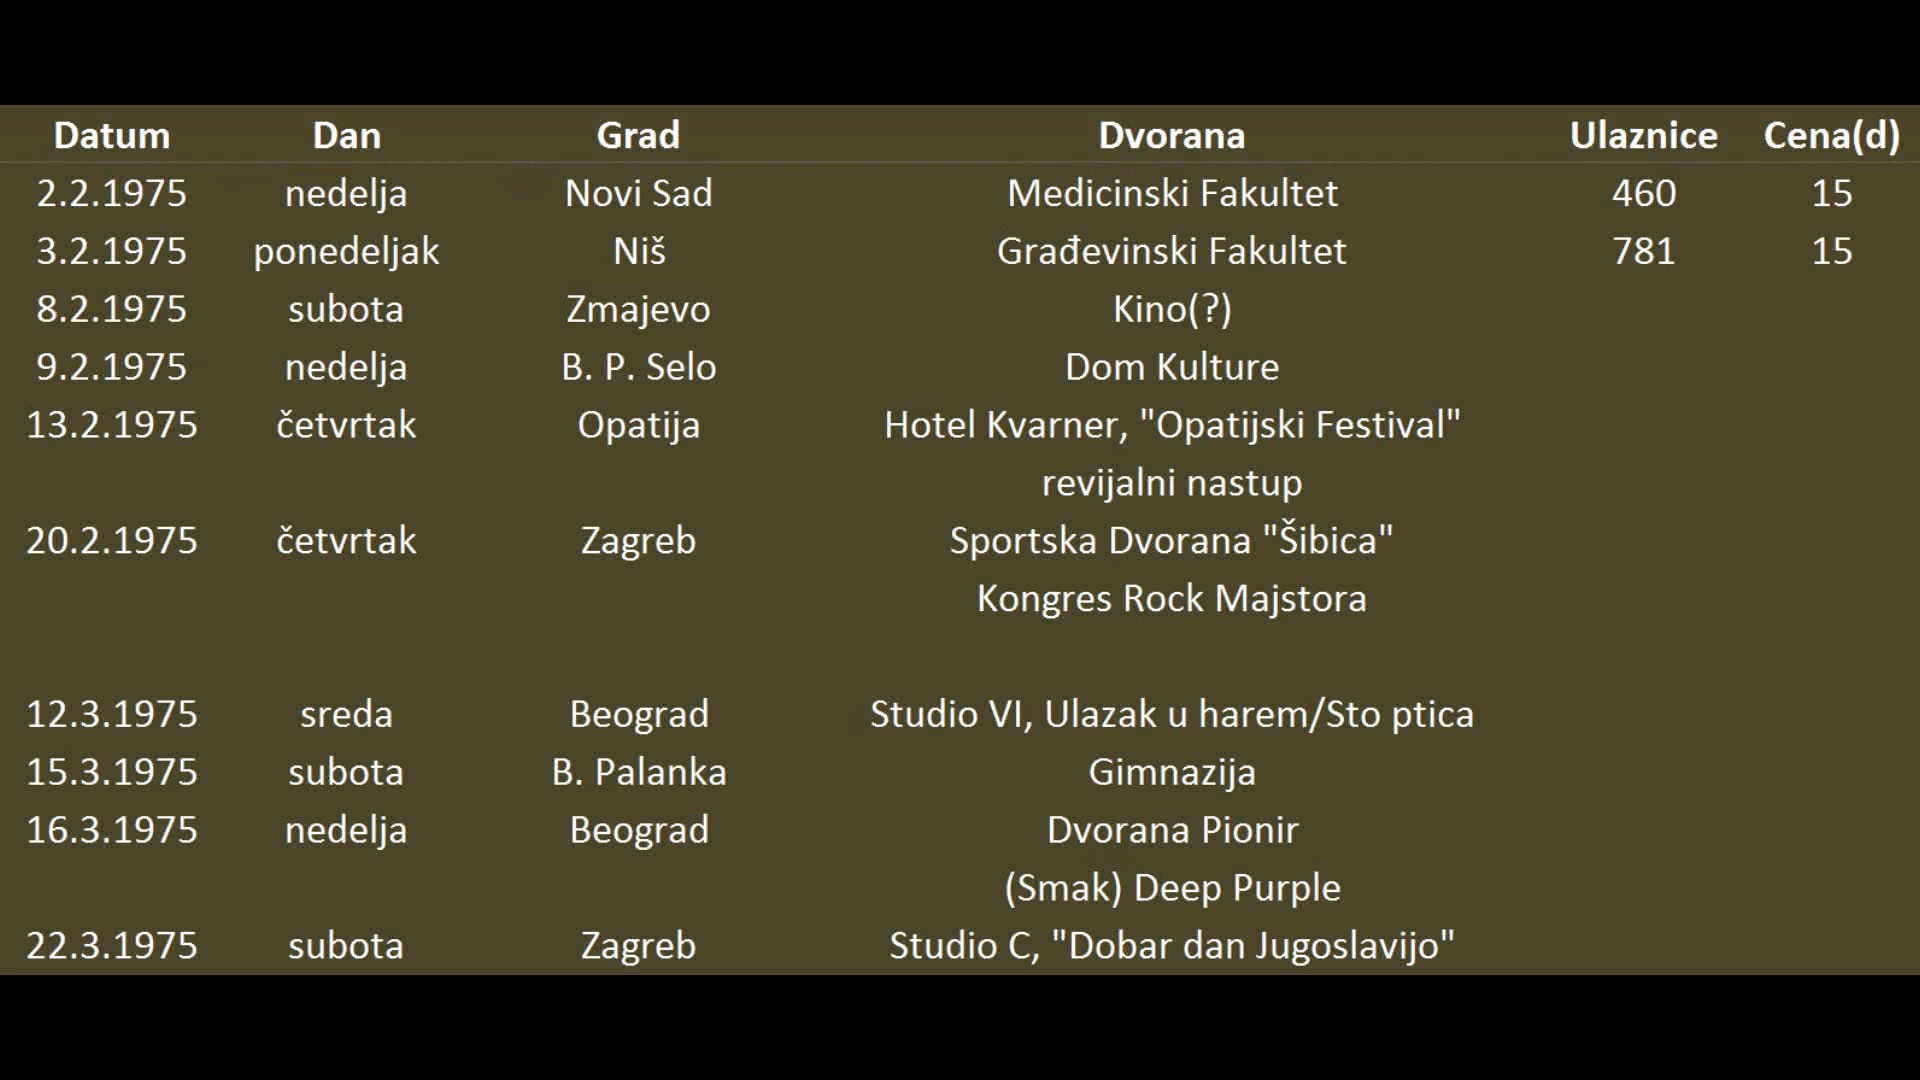 Datum Dan Grad Dvorana Ulaznice Cena(d)
2.2.1975 nedelja Novi Sad Medicinski Fakultet 460 15
3.2.1975 ponedeljak Niš Građevinski Fakultet 781 15
8.2.1975 subota Zmajevo Kino(?)
9.2.1975 nedelja B. P. Selo Dom Kulture
13.2.1975 četvrtak Opatija Hotel Kvarner, "Opatijski Festival"
revijalni nastup
20.2.1975 četvrtak Zagreb Sportska Dvorana "Šibica"
Kongres Rock Majstora
12.3.1975 sreda Beograd Studio VI, Ulazak u harem/Sto ptica
15.3.1975 subota B. Palanka Gimnazija
16.3.1975 nedelja Beograd Dvorana Pionir
(Smak) Deep Purple
22.3.1975 subota Zagreb Studio C, "Dobar dan Jugoslavijo"